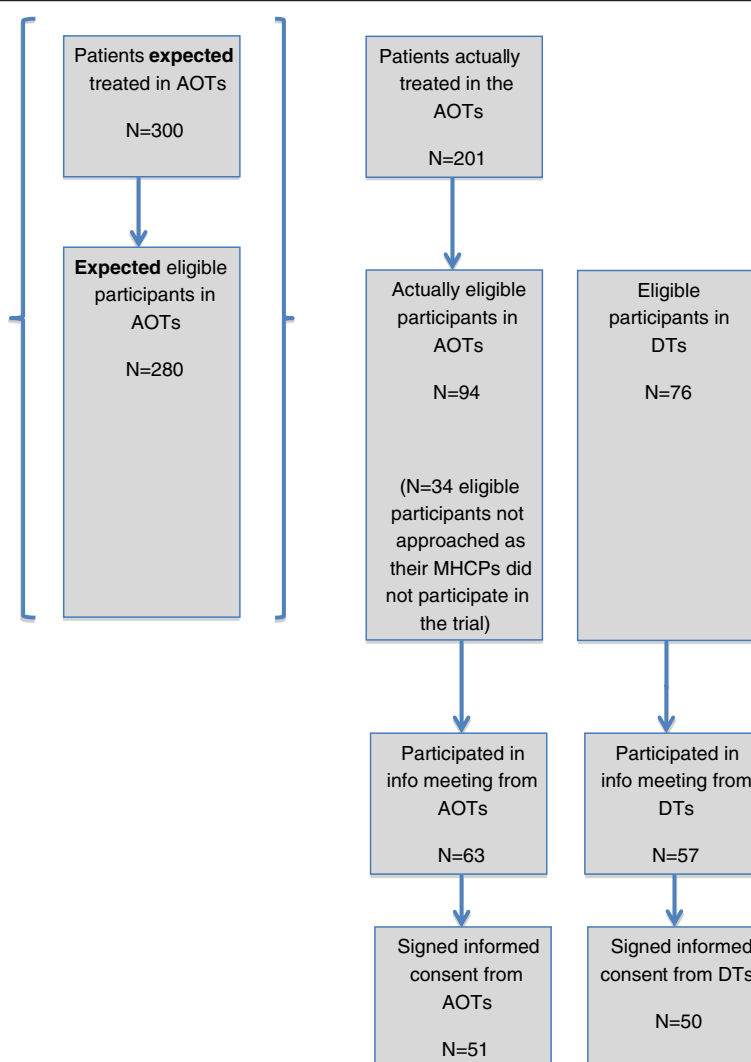 Patients expected
treated in AOTs
N=300
Expected eligible
participants in
AOTs
N=280
Patients actually
treated in the
AOTs
N=201
Actually eligible
participants in
AOTs
N=94
(N=34 eligible
participants not
approached as
their MHCPs did
not participate in
the trial)
Eligible
participants in
DTs
N=76
Participated in
info meeting from
AOTs
N=63
Participated in
info meeting from
DTs
N=57
Signed informed
consent from
AOTs
N=51
Signed informed
consent from DTs
N=50